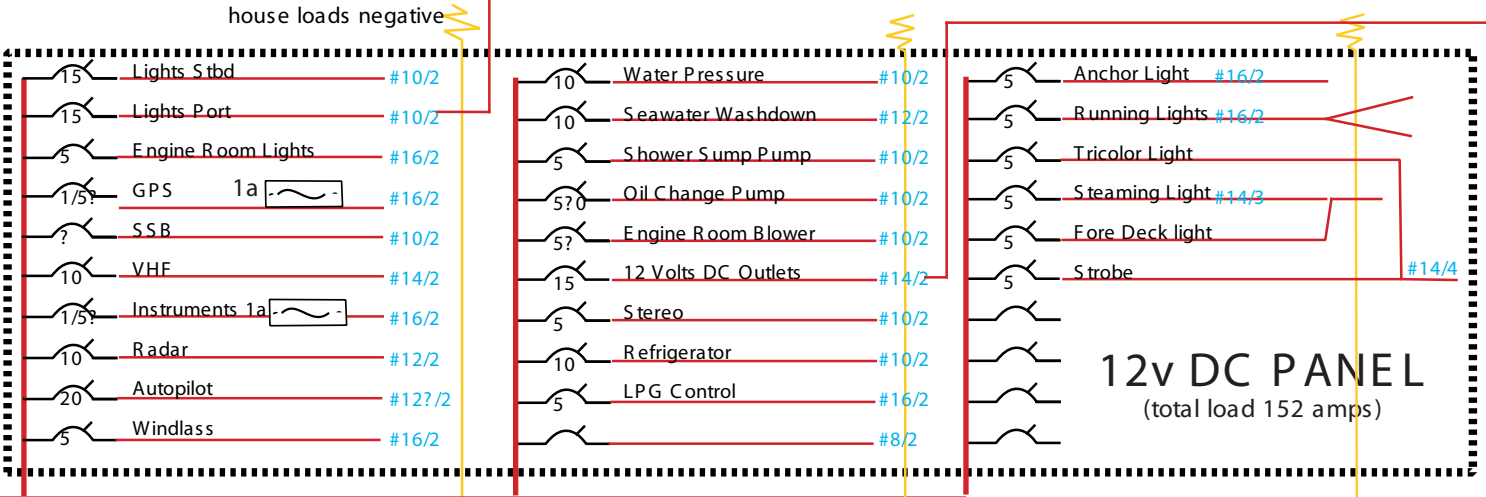 house loads negative
15 Lights Stbd #10/2
15 Lights Port #10/2
5 Engine Room Lights #16/2
1/5? GPS 1a #16/2
? SSB #10/2
10 VHF #14/2
1/5? Instruments 1a #16/2
10 Radar #12/2
20 Autopilot #12?/2
5 Windlass #16/2
10 Water Pressure #10/2
10 Seawater Washdown #12/2
5 Shower Sump Pump #10/2
5?0 Oil Change Pump #10/2
5? Engine Room Blower #10/2
15 12 Volts DC Outlets #14/2
5 Stereo #10/2
10 Refrigerator #10/2
5 LPG Control #16/2
#8/2
5 Anchor Light #16/2
5 Running Lights #16/2
5 Tricolor Light
5 Steaming Light #14/3
5 Fore Deck light
5 Strobe #14/4
12v DC PANEL
(total load 152 amps)